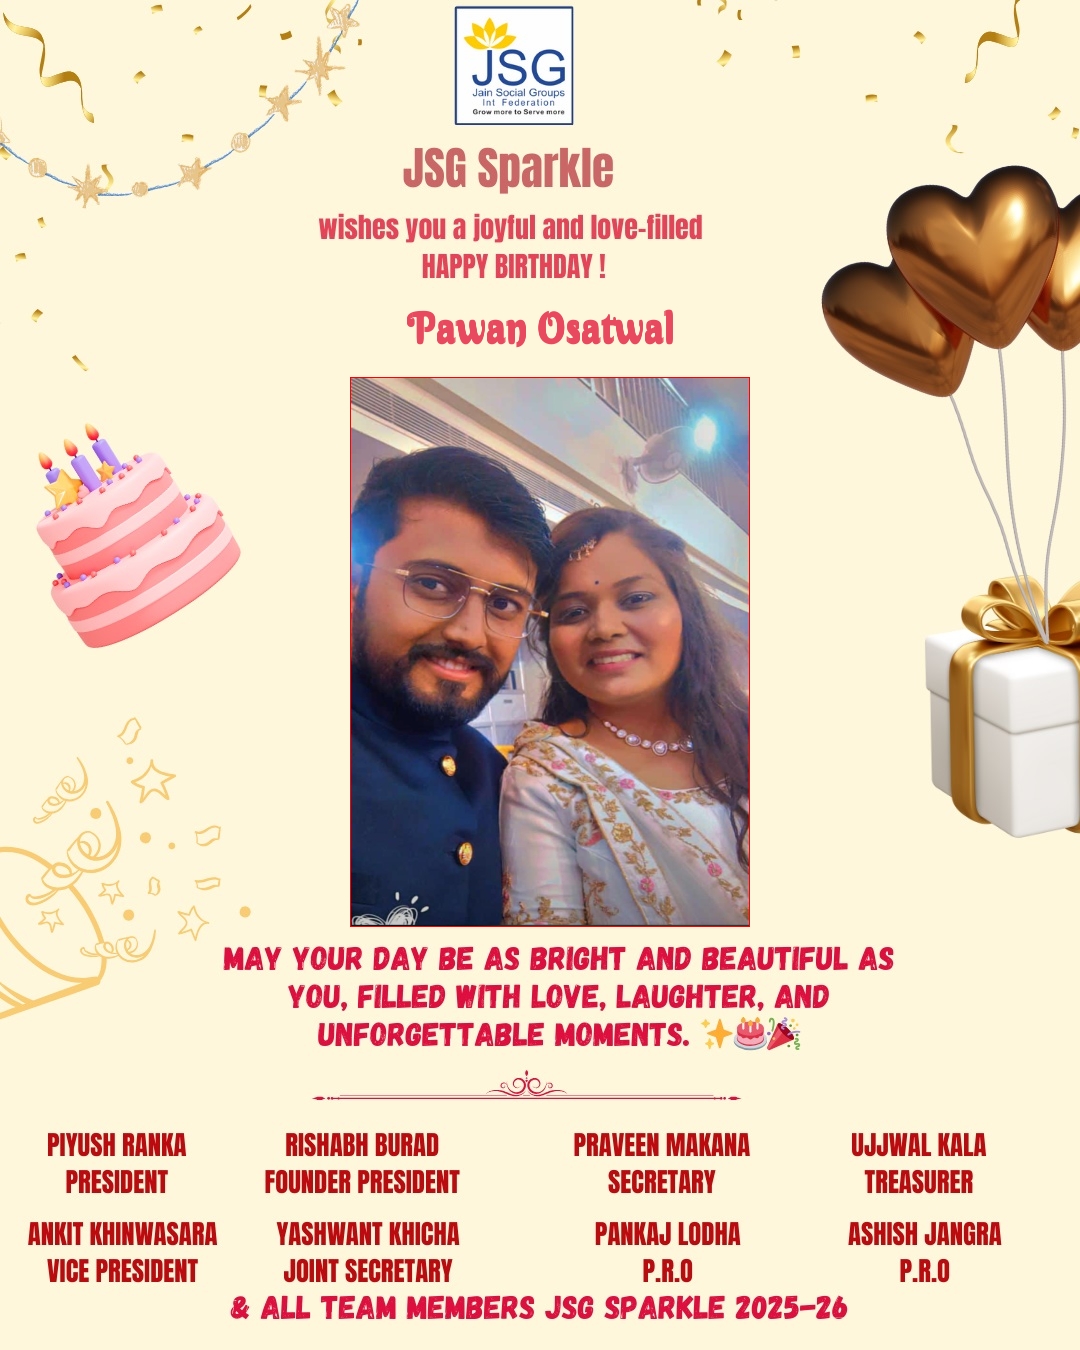 JSG
Jain Social Groups
Int Federation
Grow more to Serve more
JSG Sparkle
wishes you a joyful and love-filled
HAPPY BIRTHDAY !
Pawan Osatwal
MAY YOUR DAY BE AS BRIGHT AND BEAUTIFUL AS
YOU, FILLED WITH LOVE, LAUGHTER, AND
UNFORGETTABLE MOMENTS. ✨🎂🎉
PIYUSH RANKA
PRESIDENT
RISHABH BURAD
FOUNDER PRESIDENT
PRAVEEN MAKANA
SECRETARY
UJJWAL KALA
TREASURER
ANKIT KHINWASARA
VICE PRESIDENT
YASHWANT KHICHA
JOINT SECRETARY
PANKAJ LODHA
P.R.O
ASHISH JANGRA
P.R.O
& ALL TEAM MEMBERS JSG SPARKLE 2025-26